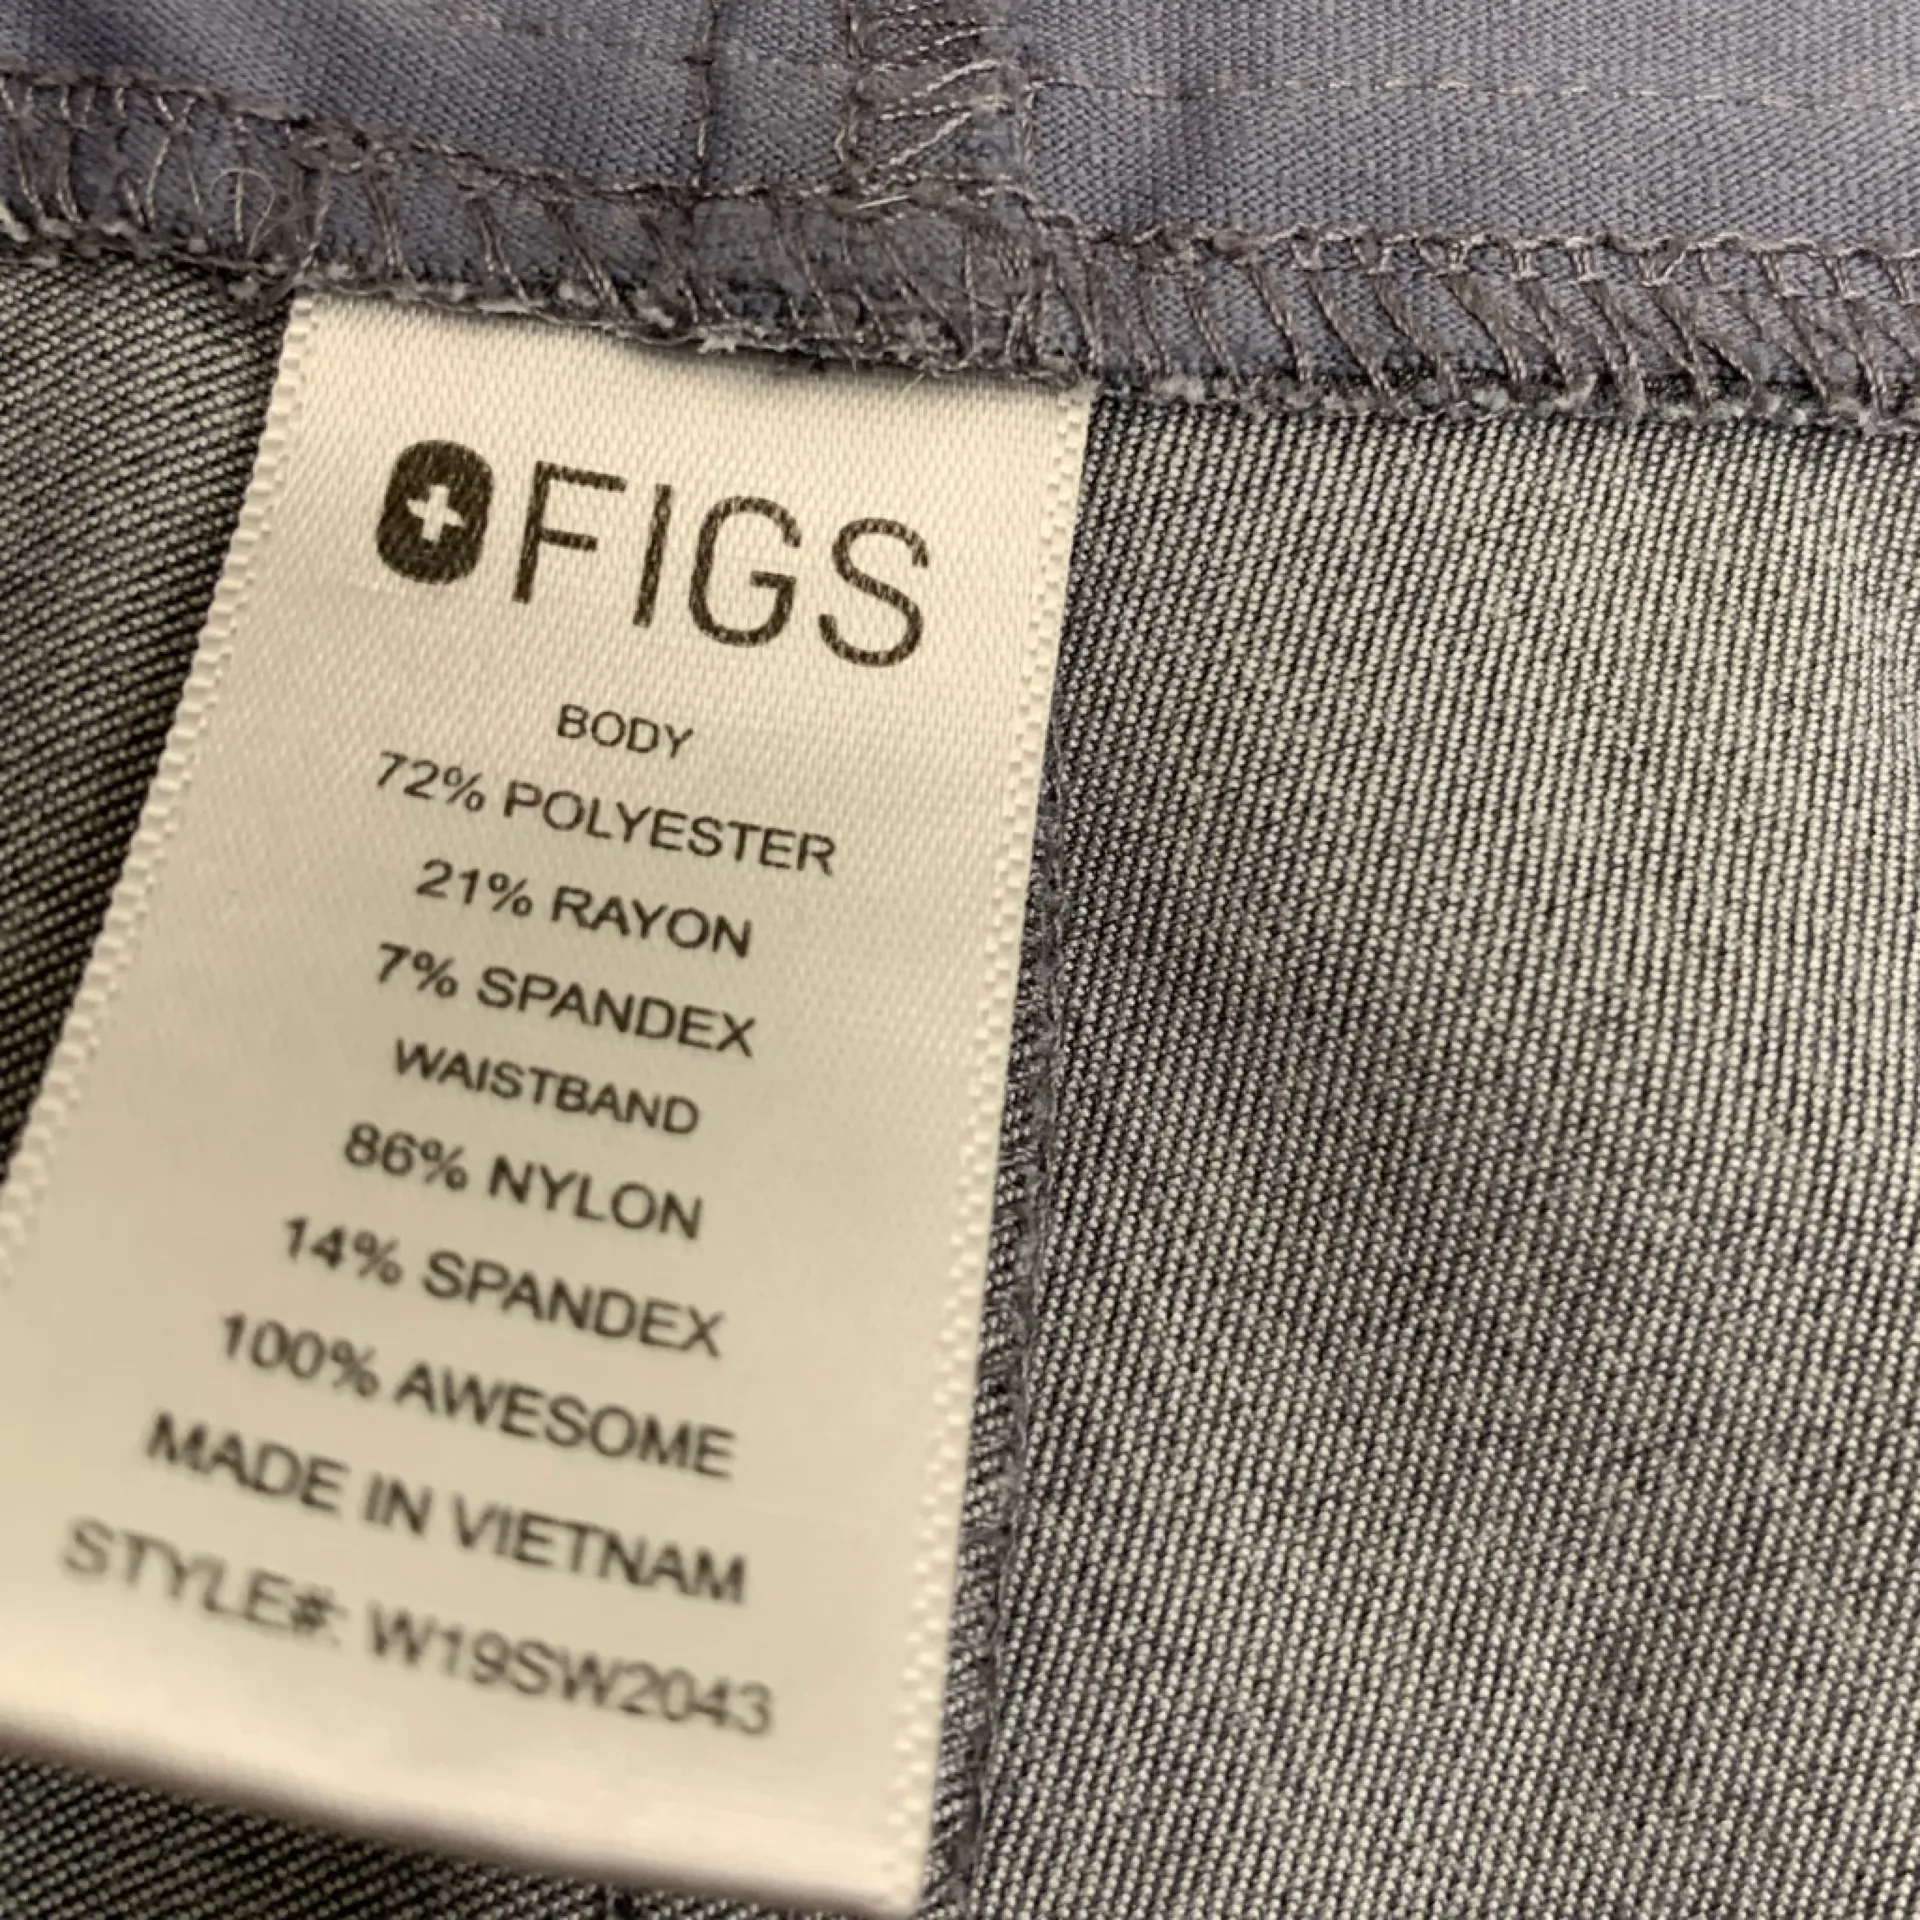 FIGS
BODY
72% POLYESTER
21% RAYON
7% SPANDEX
WAISTBAND
86% NYLON
14% SPANDEX
100% AWESOME
MADE IN VIETNAM
STYLE#: W19SW2043